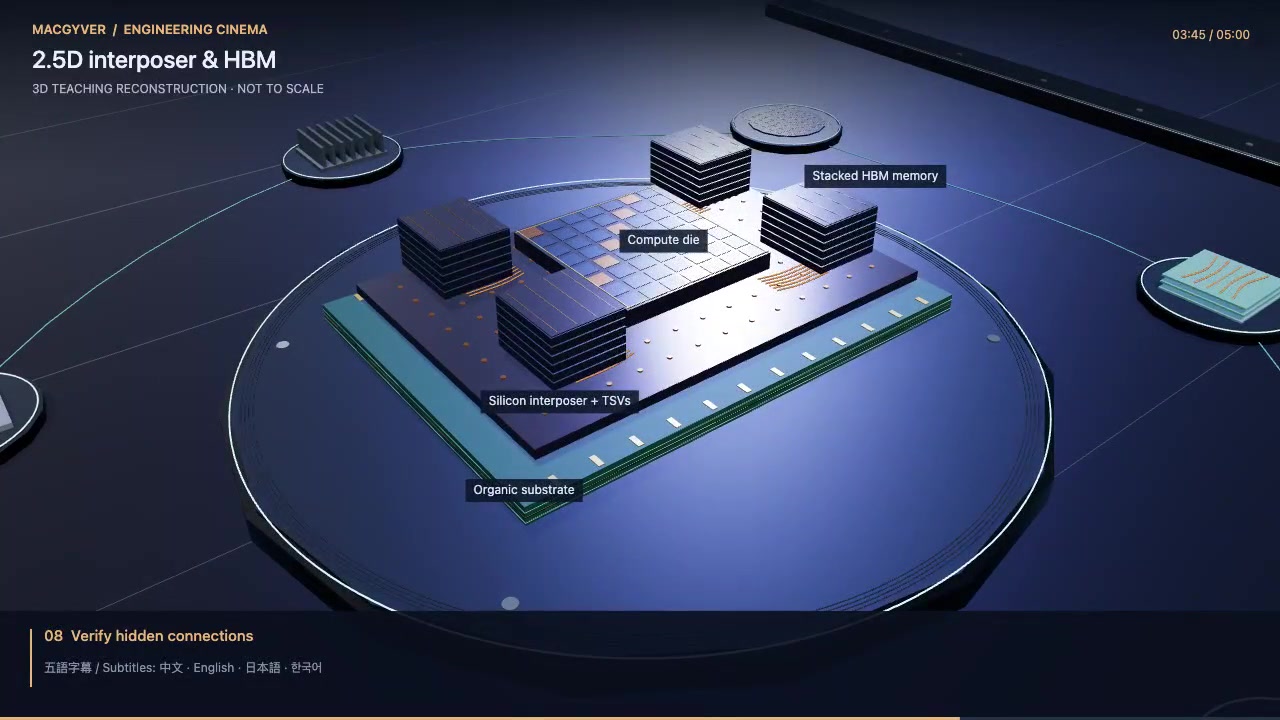 MACGYVER / ENGINEERING CINEMA
2.5D interposer & HBM
3D TEACHING RECONSTRUCTION · NOT TO SCALE
03:45 / 05:00
Stacked HBM memory
Compute die
Silicon interposer + TSVs
Organic substrate
08 Verify hidden connections
五語字幕 / Subtitles: 中文 · English · 日本語 · 한국어